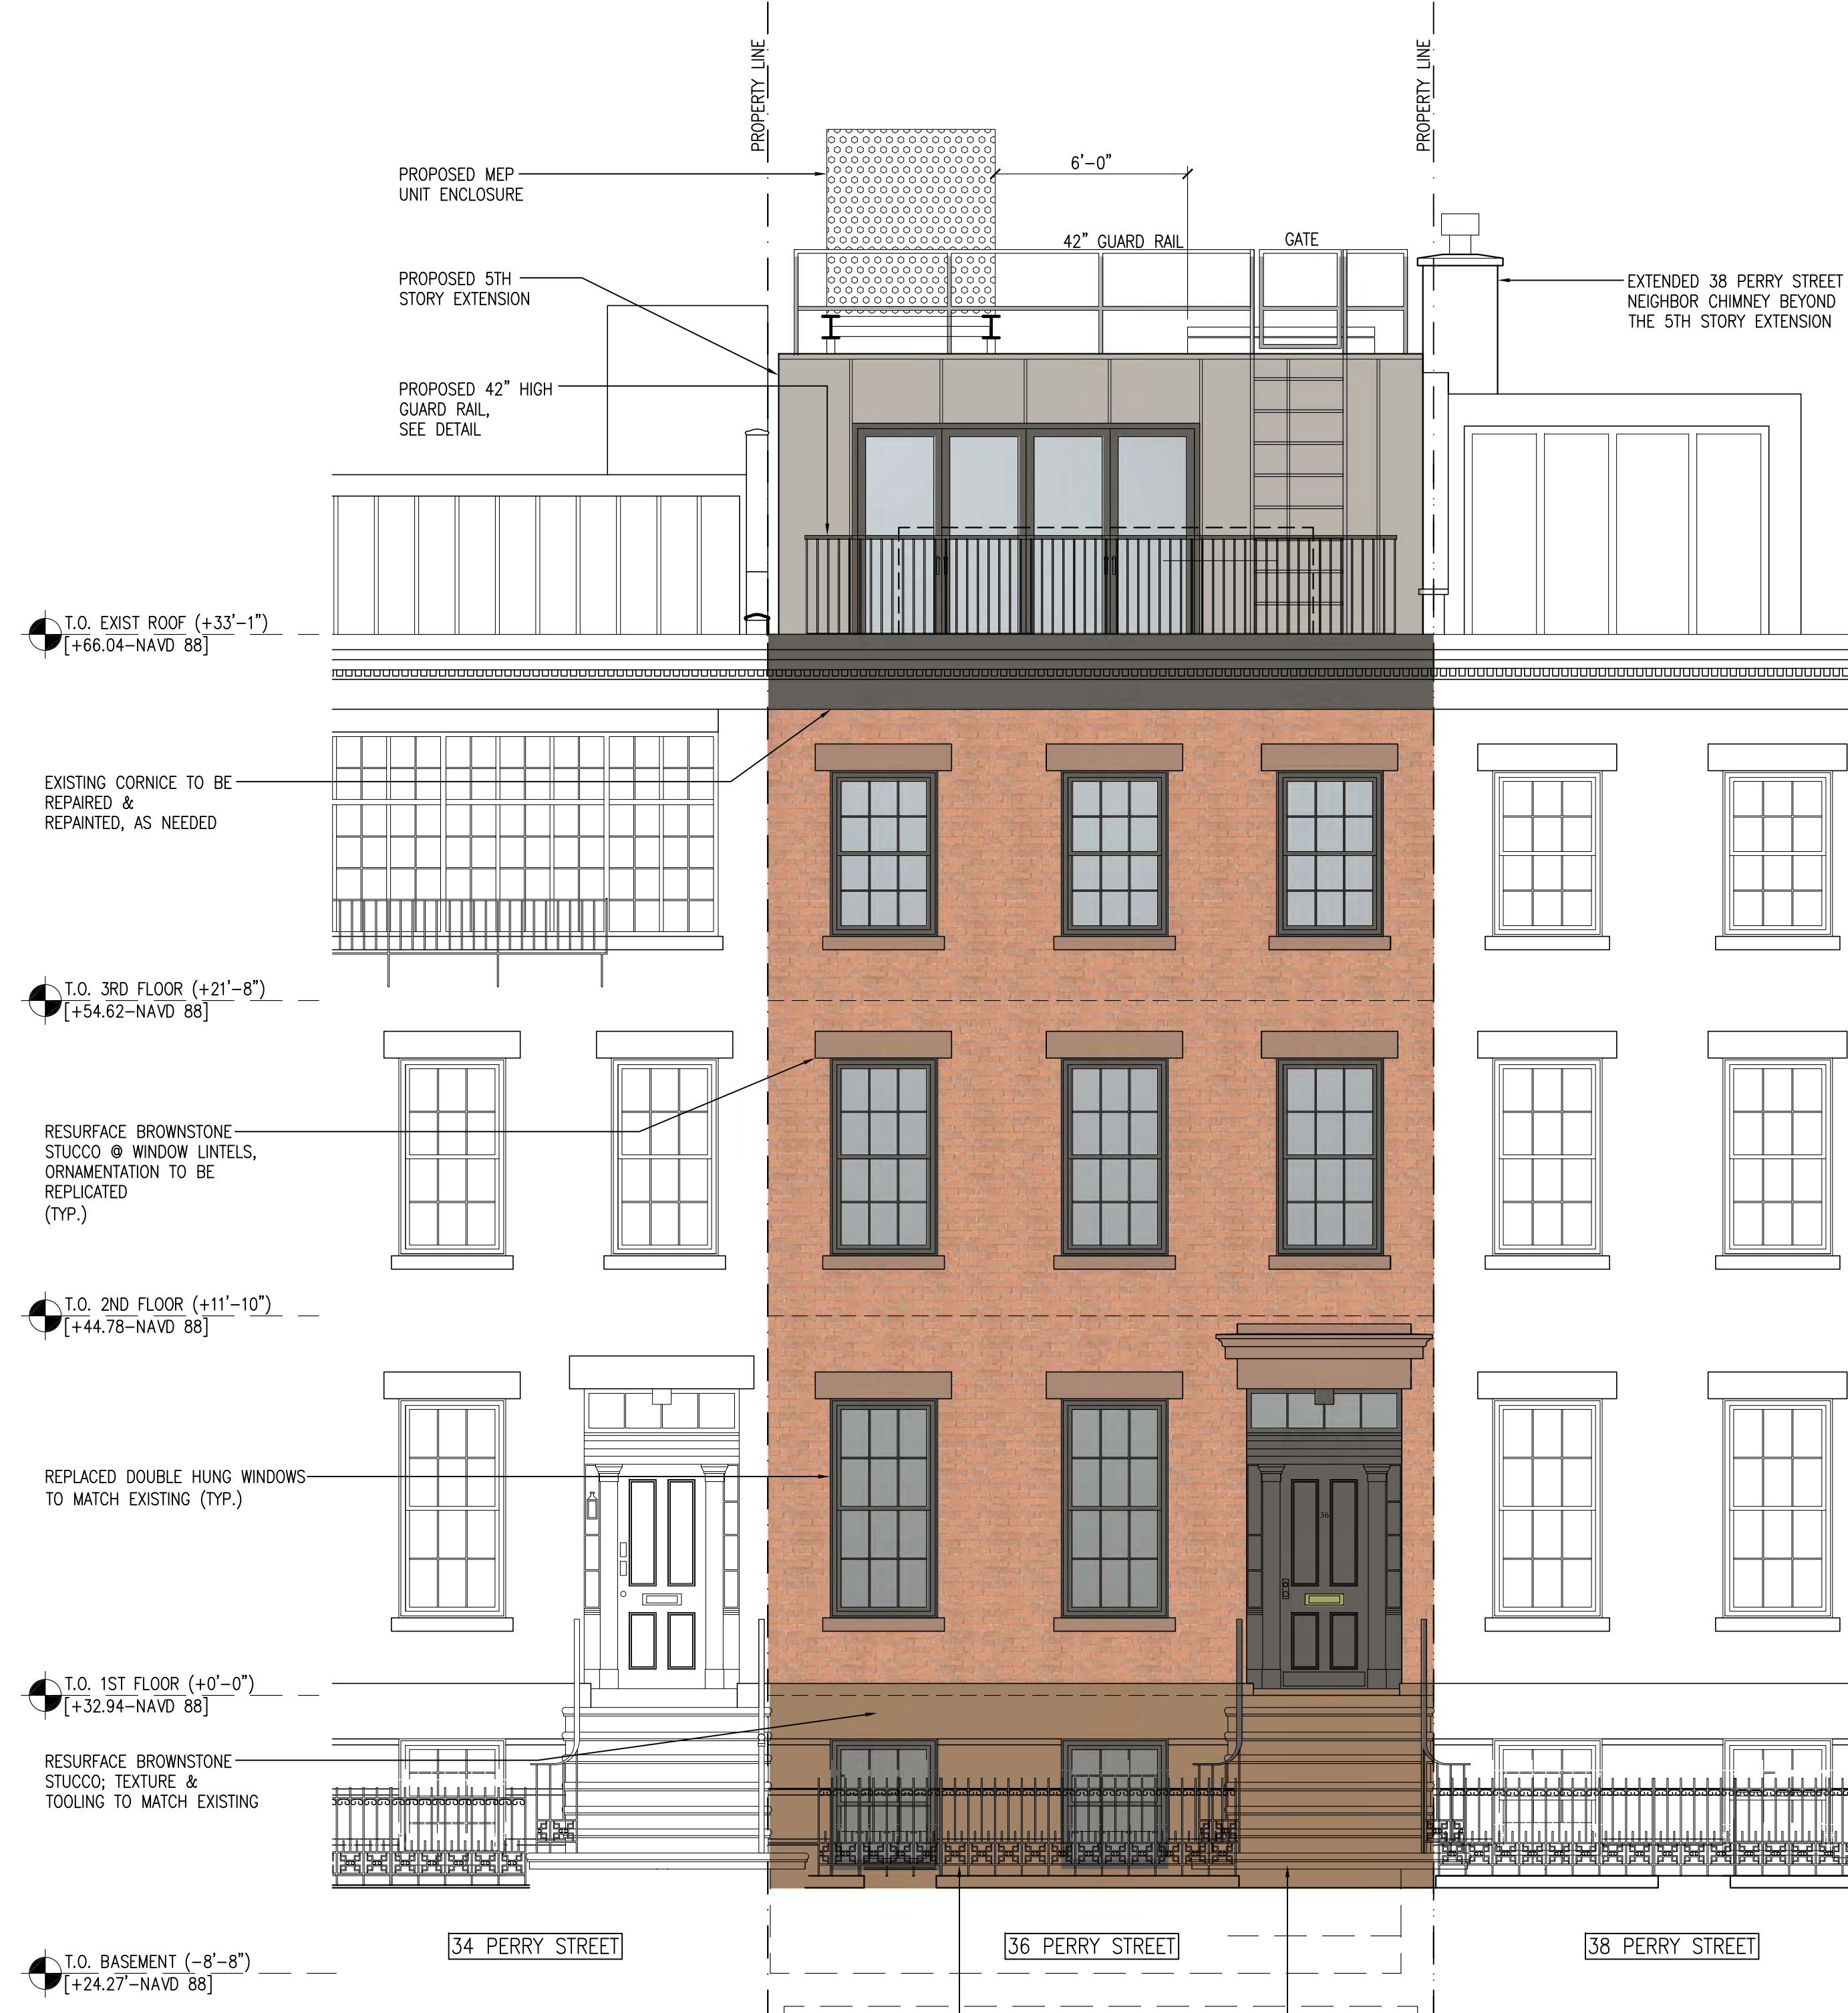 PROPERTY LINE
PROPERTY LINE
PROPOSED MEP
UNIT ENCLOSURE
6'-0"
42" GUARD RAIL
GATE
PROPOSED 5TH
STORY EXTENSION
EXTENDED 38 PERRY STREET
NEIGHBOR CHIMNEY BEYOND
THE 5TH STORY EXTENSION
PROPOSED 42" HIGH
GUARD RAIL,
SEE DETAIL
T.O. EXIST ROOF (+33'-1")
[+66.04-NAVD 88]
EXISTING CORNICE TO BE
REPAIRED &
REPAINTED, AS NEEDED
T.O. 3RD FLOOR (+21'-8")
[+54.62-NAVD 88]
RESURFACE BROWNSTONE
STUCCO @ WINDOW LINTELS,
ORNAMENTATION TO BE
REPLICATED
(TYP.)
T.O. 2ND FLOOR (+11'-10")
[+44.78-NAVD 88]
REPLACED DOUBLE HUNG WINDOWS
TO MATCH EXISTING (TYP.)
36
T.O. 1ST FLOOR (+0'-0")
[+32.94-NAVD 88]
RESURFACE BROWNSTONE
STUCCO; TEXTURE &
TOOLING TO MATCH EXISTING
34 PERRY STREET
36 PERRY STREET
38 PERRY STREET
T.O. BASEMENT (-8'-8")
[+24.27'-NAVD 88]